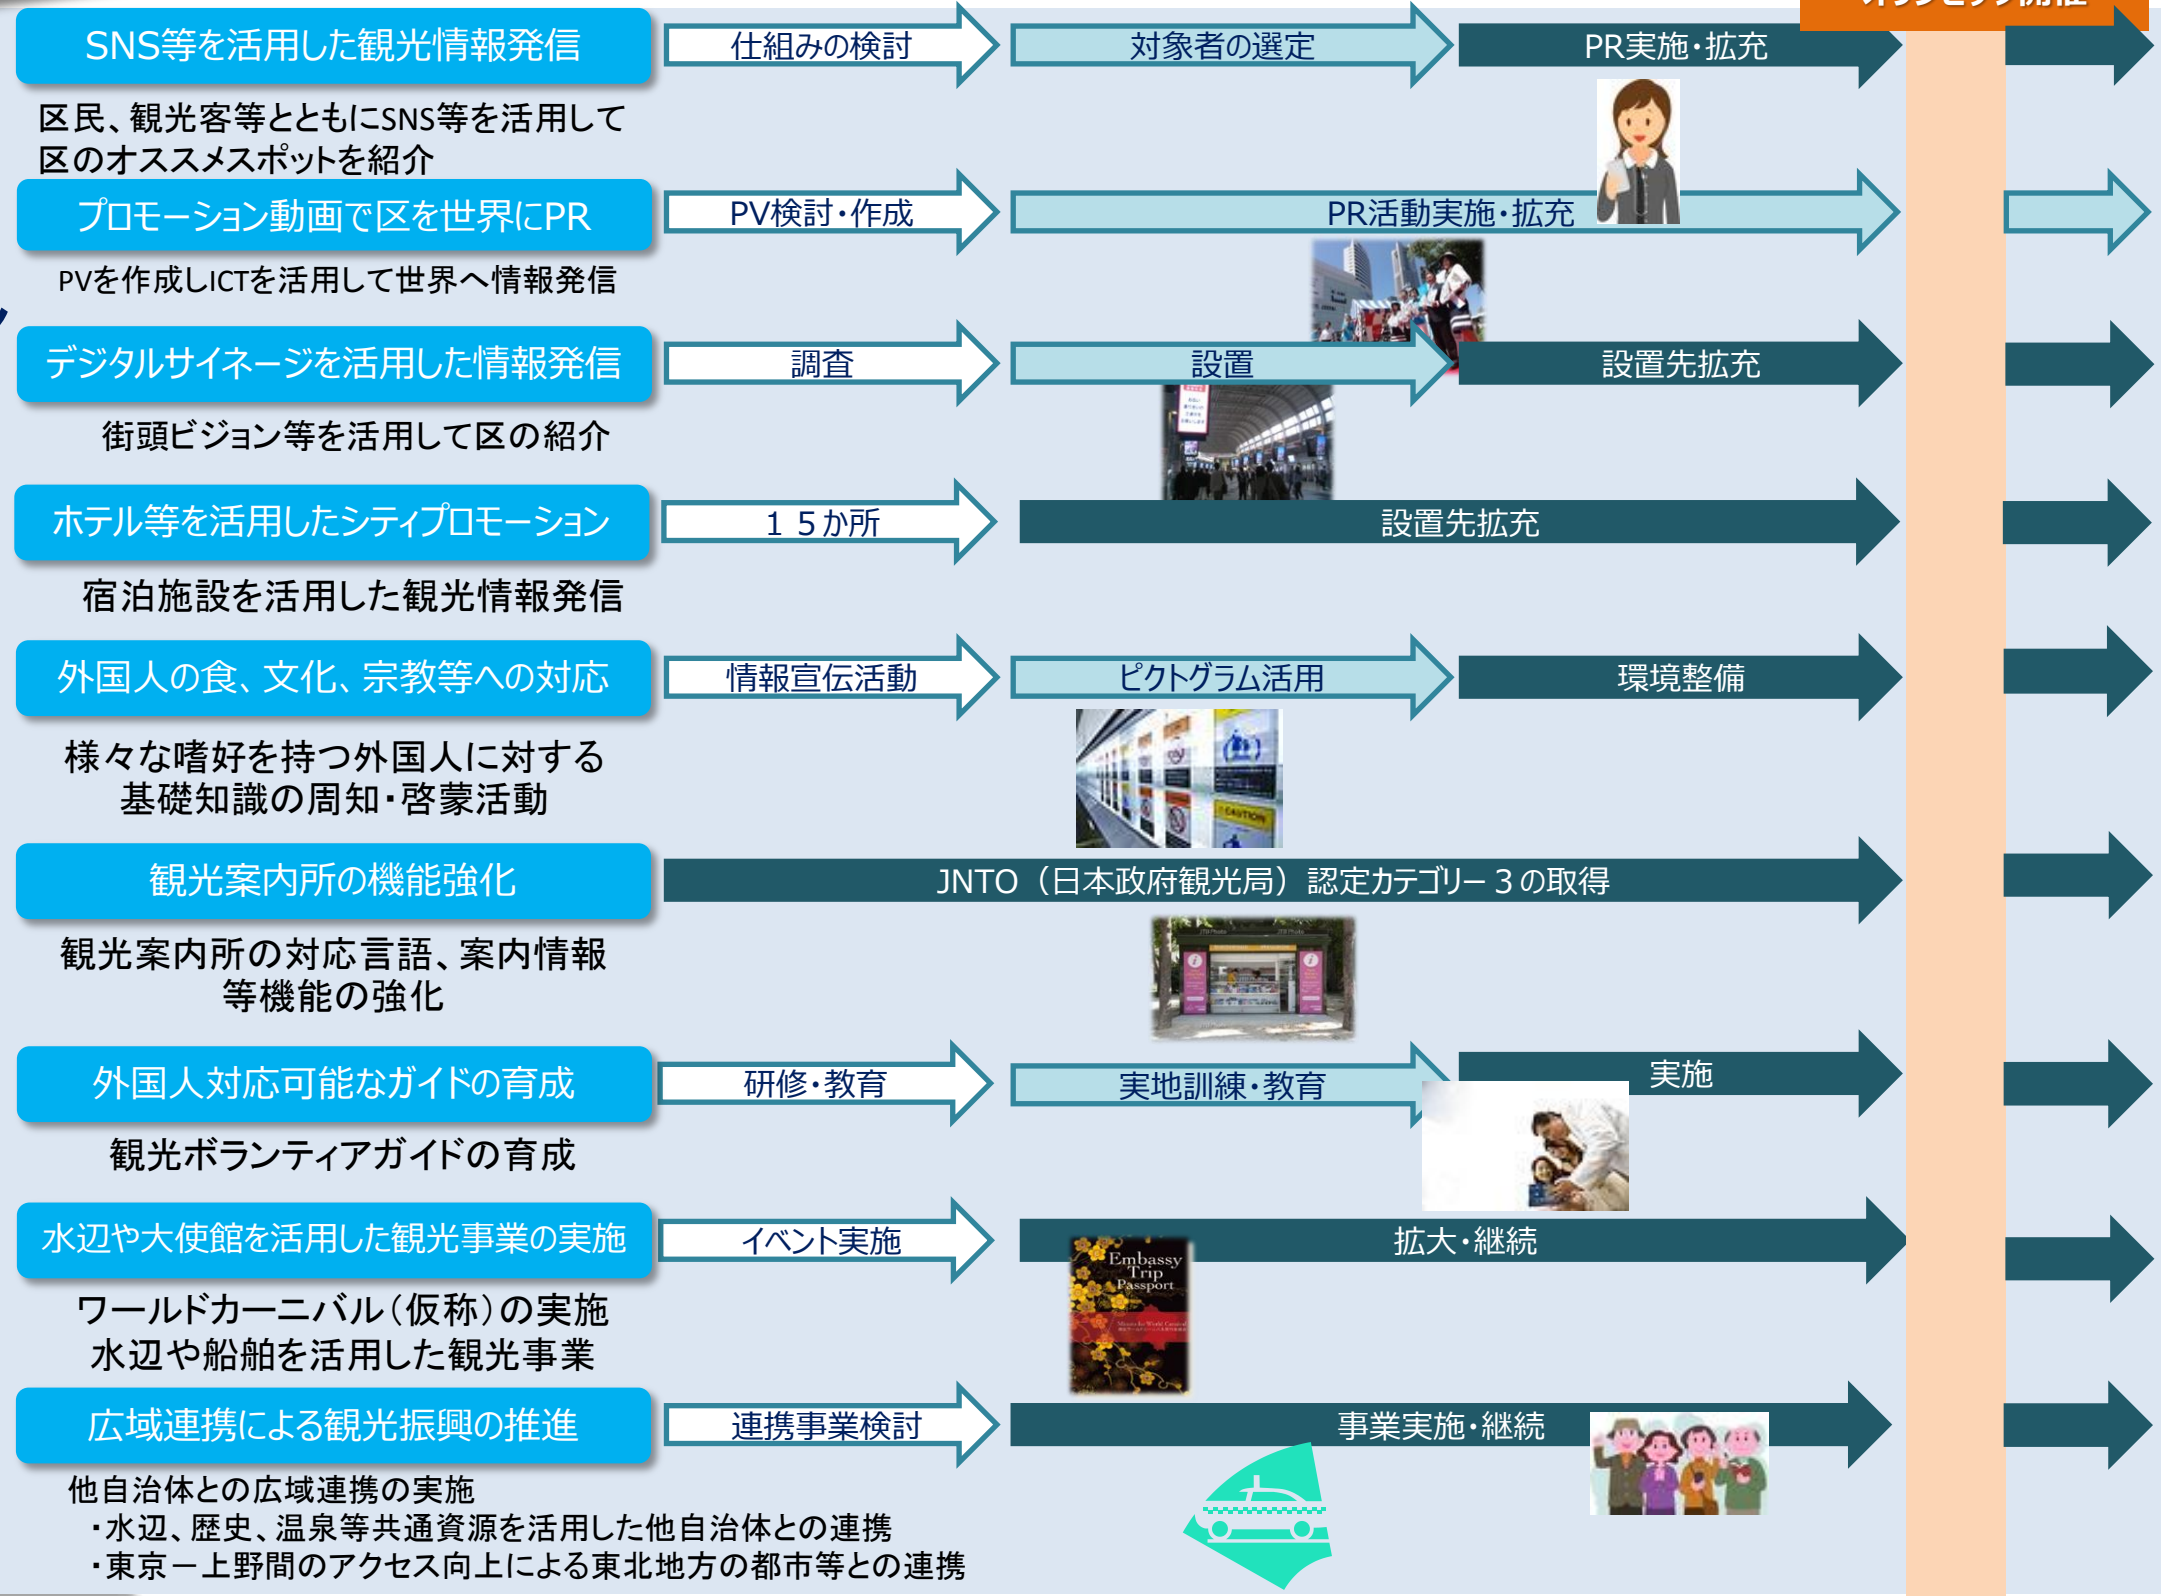 オリンピック開催
SNS等を活用した観光情報発信
仕組みの検討
対象者の選定
PR実施・拡充
区民、観光客等とともにSNS等を活用して
区のオススメスポットを紹介
プロモーション動画で区を世界にPR
PV検討・作成
PR活動実施・拡充
PVを作成しICTを活用して世界へ情報発信
デジタルサイネージを活用した情報発信
調査
設置
設置先拡充
街頭ビジョン等を活用して区の紹介
ホテル等を活用したシティプロモーション
１５か所
設置先拡充
宿泊施設を活用した観光情報発信
外国人の食、文化、宗教等への対応
情報宣伝活動
ピクトグラム活用
環境整備
様々な嗜好を持つ外国人に対する
基礎知識の周知・啓蒙活動
CAUTION
観光案内所の機能強化
JNTO（日本政府観光局）認定カテゴリー３の取得
観光案内所の対応言語、案内情報
等機能の強化
外国人対応可能なガイドの育成
研修・教育
実地訓練・教育
実施
観光ボランティアガイドの育成
水辺や大使館を活用した観光事業の実施
イベント実施
拡大・継続
Embassy
Trip
Passport
ワールドカーニバル（仮称）の実施
水辺や船舶を活用した観光事業
広域連携による観光振興の推進
連携事業検討
事業実施・継続
他自治体との広域連携の実施
・水辺、歴史、温泉等共通資源を活用した他自治体との連携
・東京－上野間のアクセス向上による東北地方の都市等との連携